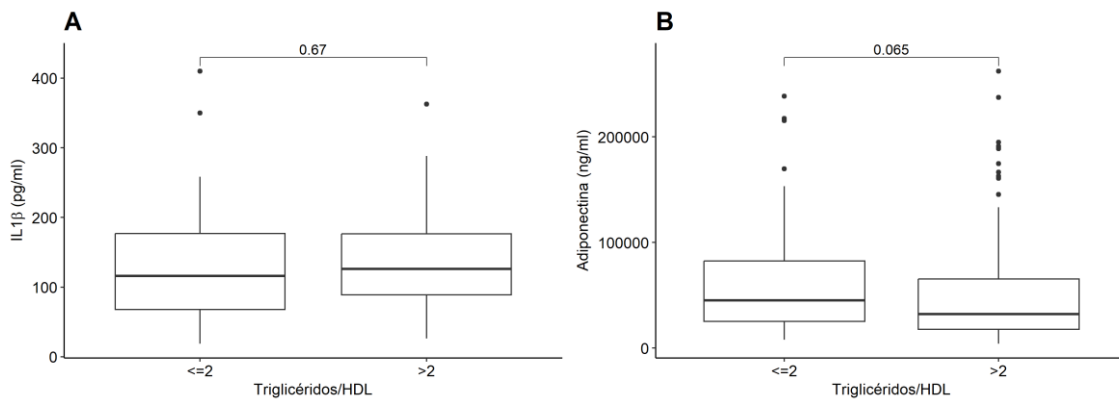 A
0.67
400
300
200
100
0
IL1β (pg/ml)
<=2
>2
Triglicéridos/HDL
B
0.065
200000
100000
0
Adiponectina (ng/ml)
<=2
>2
Triglicéridos/HDL